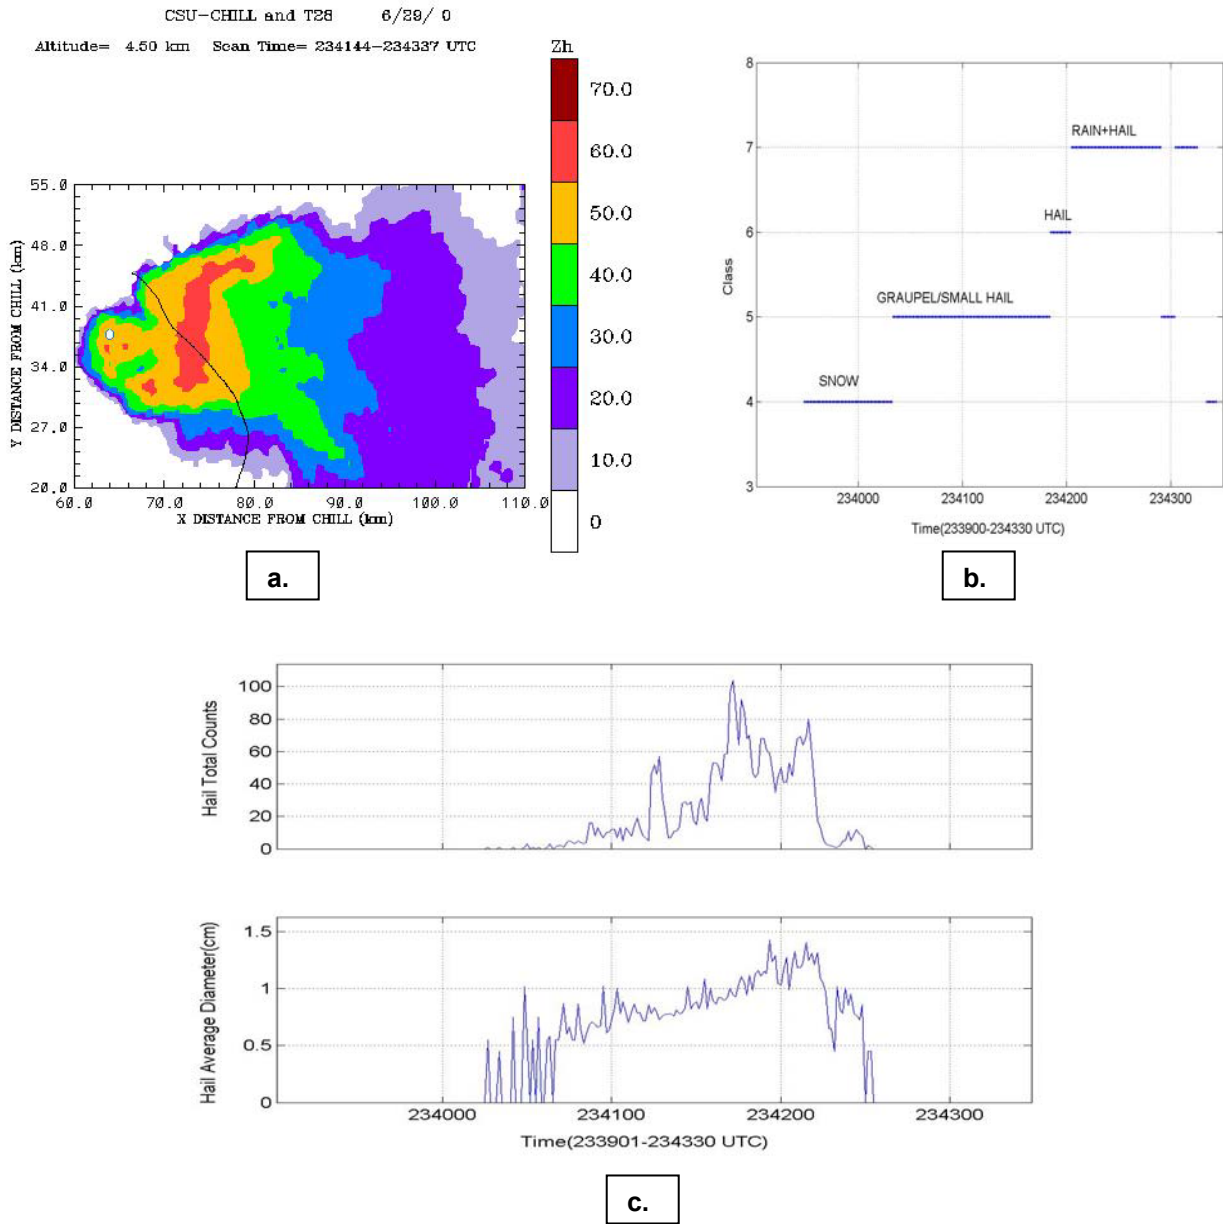 CSU-CHILL and T28 6/29/ 0
Altitude= 4.50 km Scan Time= 234144-234337 UTC
Zh
70.0
60.0
50.0
40.0
30.0
20.0
10.0
0
55.0
48.0
41.0
34.0
27.0
20.0
Y DISTANCE FROM CHILL (km)
60.0 70.0 80.0 90.0 100.0 110.0
X DISTANCE FROM CHILL (km)
a.
8
7
6
5
4
3
Class
RAIN+HAIL
HAIL
GRAUPEL/SMALL HAIL
SNOW
234000 234100 234200 234300
Time(233900-234330 UTC)
b.
Hail Total Counts
100
80
60
40
20
0
Hail Average Diameter(cm)
1.5
1
0.5
0
234000 234100 234200 234300
Time(233901-234330 UTC)
c.